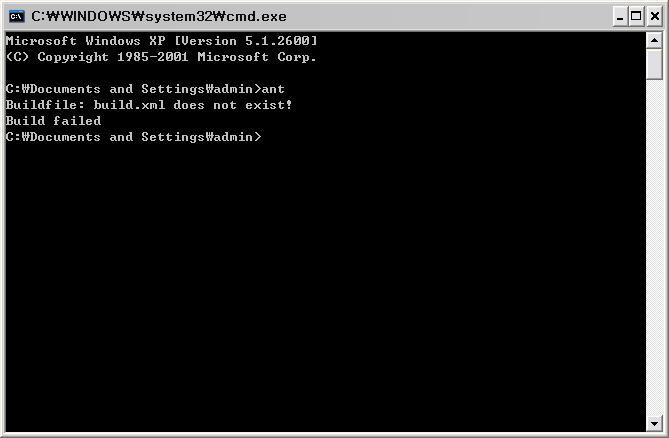 C:₩WINDOWS₩system32₩cmd.exe
Microsoft Windows XP [Version 5.1.2600]
(C) Copyright 1985-2001 Microsoft Corp.
C:₩Documents and Settings₩admin>ant
Buildfile: build.xml does not exist!
Build failed
C:₩Documents and Settings₩admin>